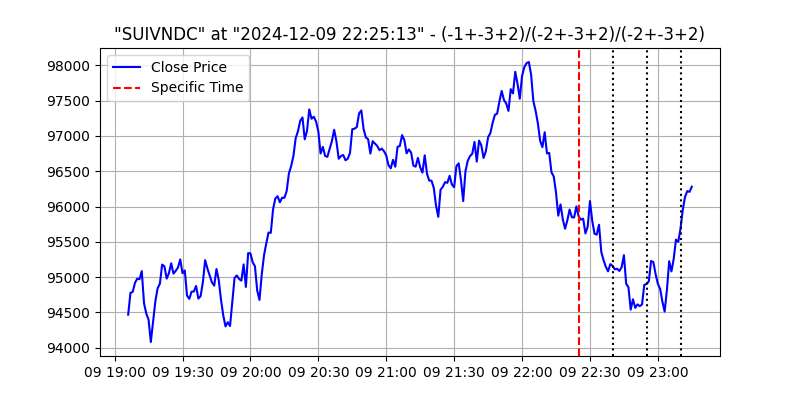 "SUIVNDC" at "2024-12-09 22:25:13" - (-1+-3+2)/(-2+-3+2)/(-2+-3+2)
Close Price
Specific Time
98000
97500
97000
96500
96000
95500
95000
94500
94000
09 19:00 09 19:30 09 20:00 09 20:30 09 21:00 09 21:30 09 22:00 09 22:30 09 23:00